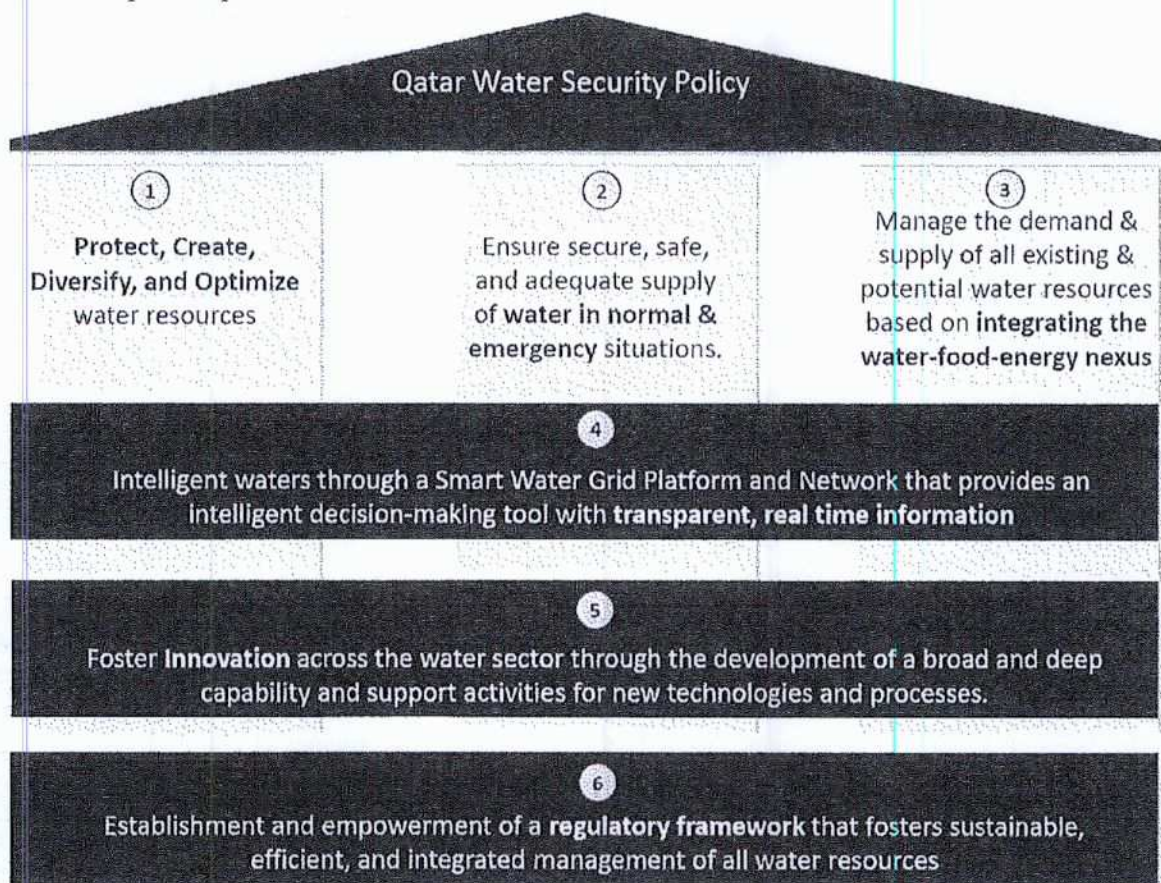 Qatar Water Security Policy
1
Protect, Create,
Diversify, and Optimize
water resources
2
Ensure secure, safe,
and adequate supply
of water in normal &
emergency situations.
3
Manage the demand &
supply of all existing &
potential water resources
based on integrating the
water-food-energy nexus
4
Intelligent waters through a Smart Water Grid Platform and Network that provides an
intelligent decision-making tool with transparent, real time information
5
Foster Innovation across the water sector through the development of a broad and deep
capability and support activities for new technologies and processes.
6
Establishment and empowerment of a regulatory framework that fosters sustainable,
efficient, and integrated management of all water resources